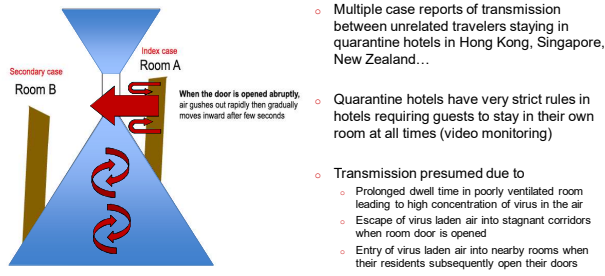 Index case
Room A
Secondary case
Room B
When the door is opened abruptly,
air gushes out rapidly then gradually
moves inward after few seconds
○ Multiple case reports of transmission
between unrelated travelers staying in
quarantine hotels in Hong Kong, Singapore,
New Zealand…
○ Quarantine hotels have very strict rules in
hotels requiring guests to stay in their own
room at all times (video monitoring)
○ Transmission presumed due to
○ Prolonged dwell time in poorly ventilated room
leading to high concentration of virus in the air
○ Escape of virus laden air into stagnant corridors
when room door is opened
○ Entry of virus laden air into nearby rooms when
their residents subsequently open their doors